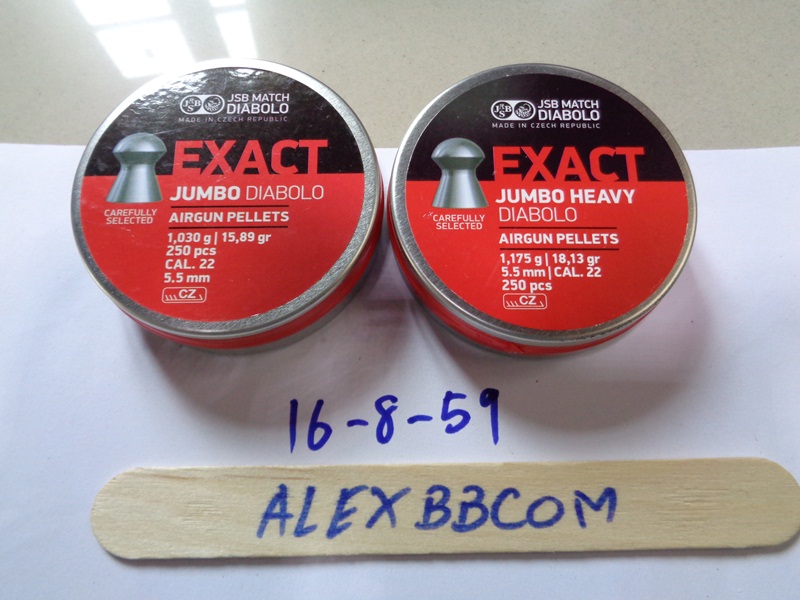 JSB MATCH
DIABOLO
MADE IN CZECH REPUBLIC
EXACT
JUMBO DIABOLO
CAREFULLY
SELECTED
AIRGUN PELLETS
1,030 g | 15,89 gr
250 pcs
CAL. 22
5.5 mm
CZ
JSB MATCH
DIABOLO
MADE IN CZECH REPUBLIC
EXACT
JUMBO HEAVY
DIABOLO
CAREFULLY
SELECTED
AIRGUN PELLETS
1,175 g | 18,13 gr
5.5 mm | CAL. 22
250 pcs
CZ
16-8-59
ALEXBBCOM